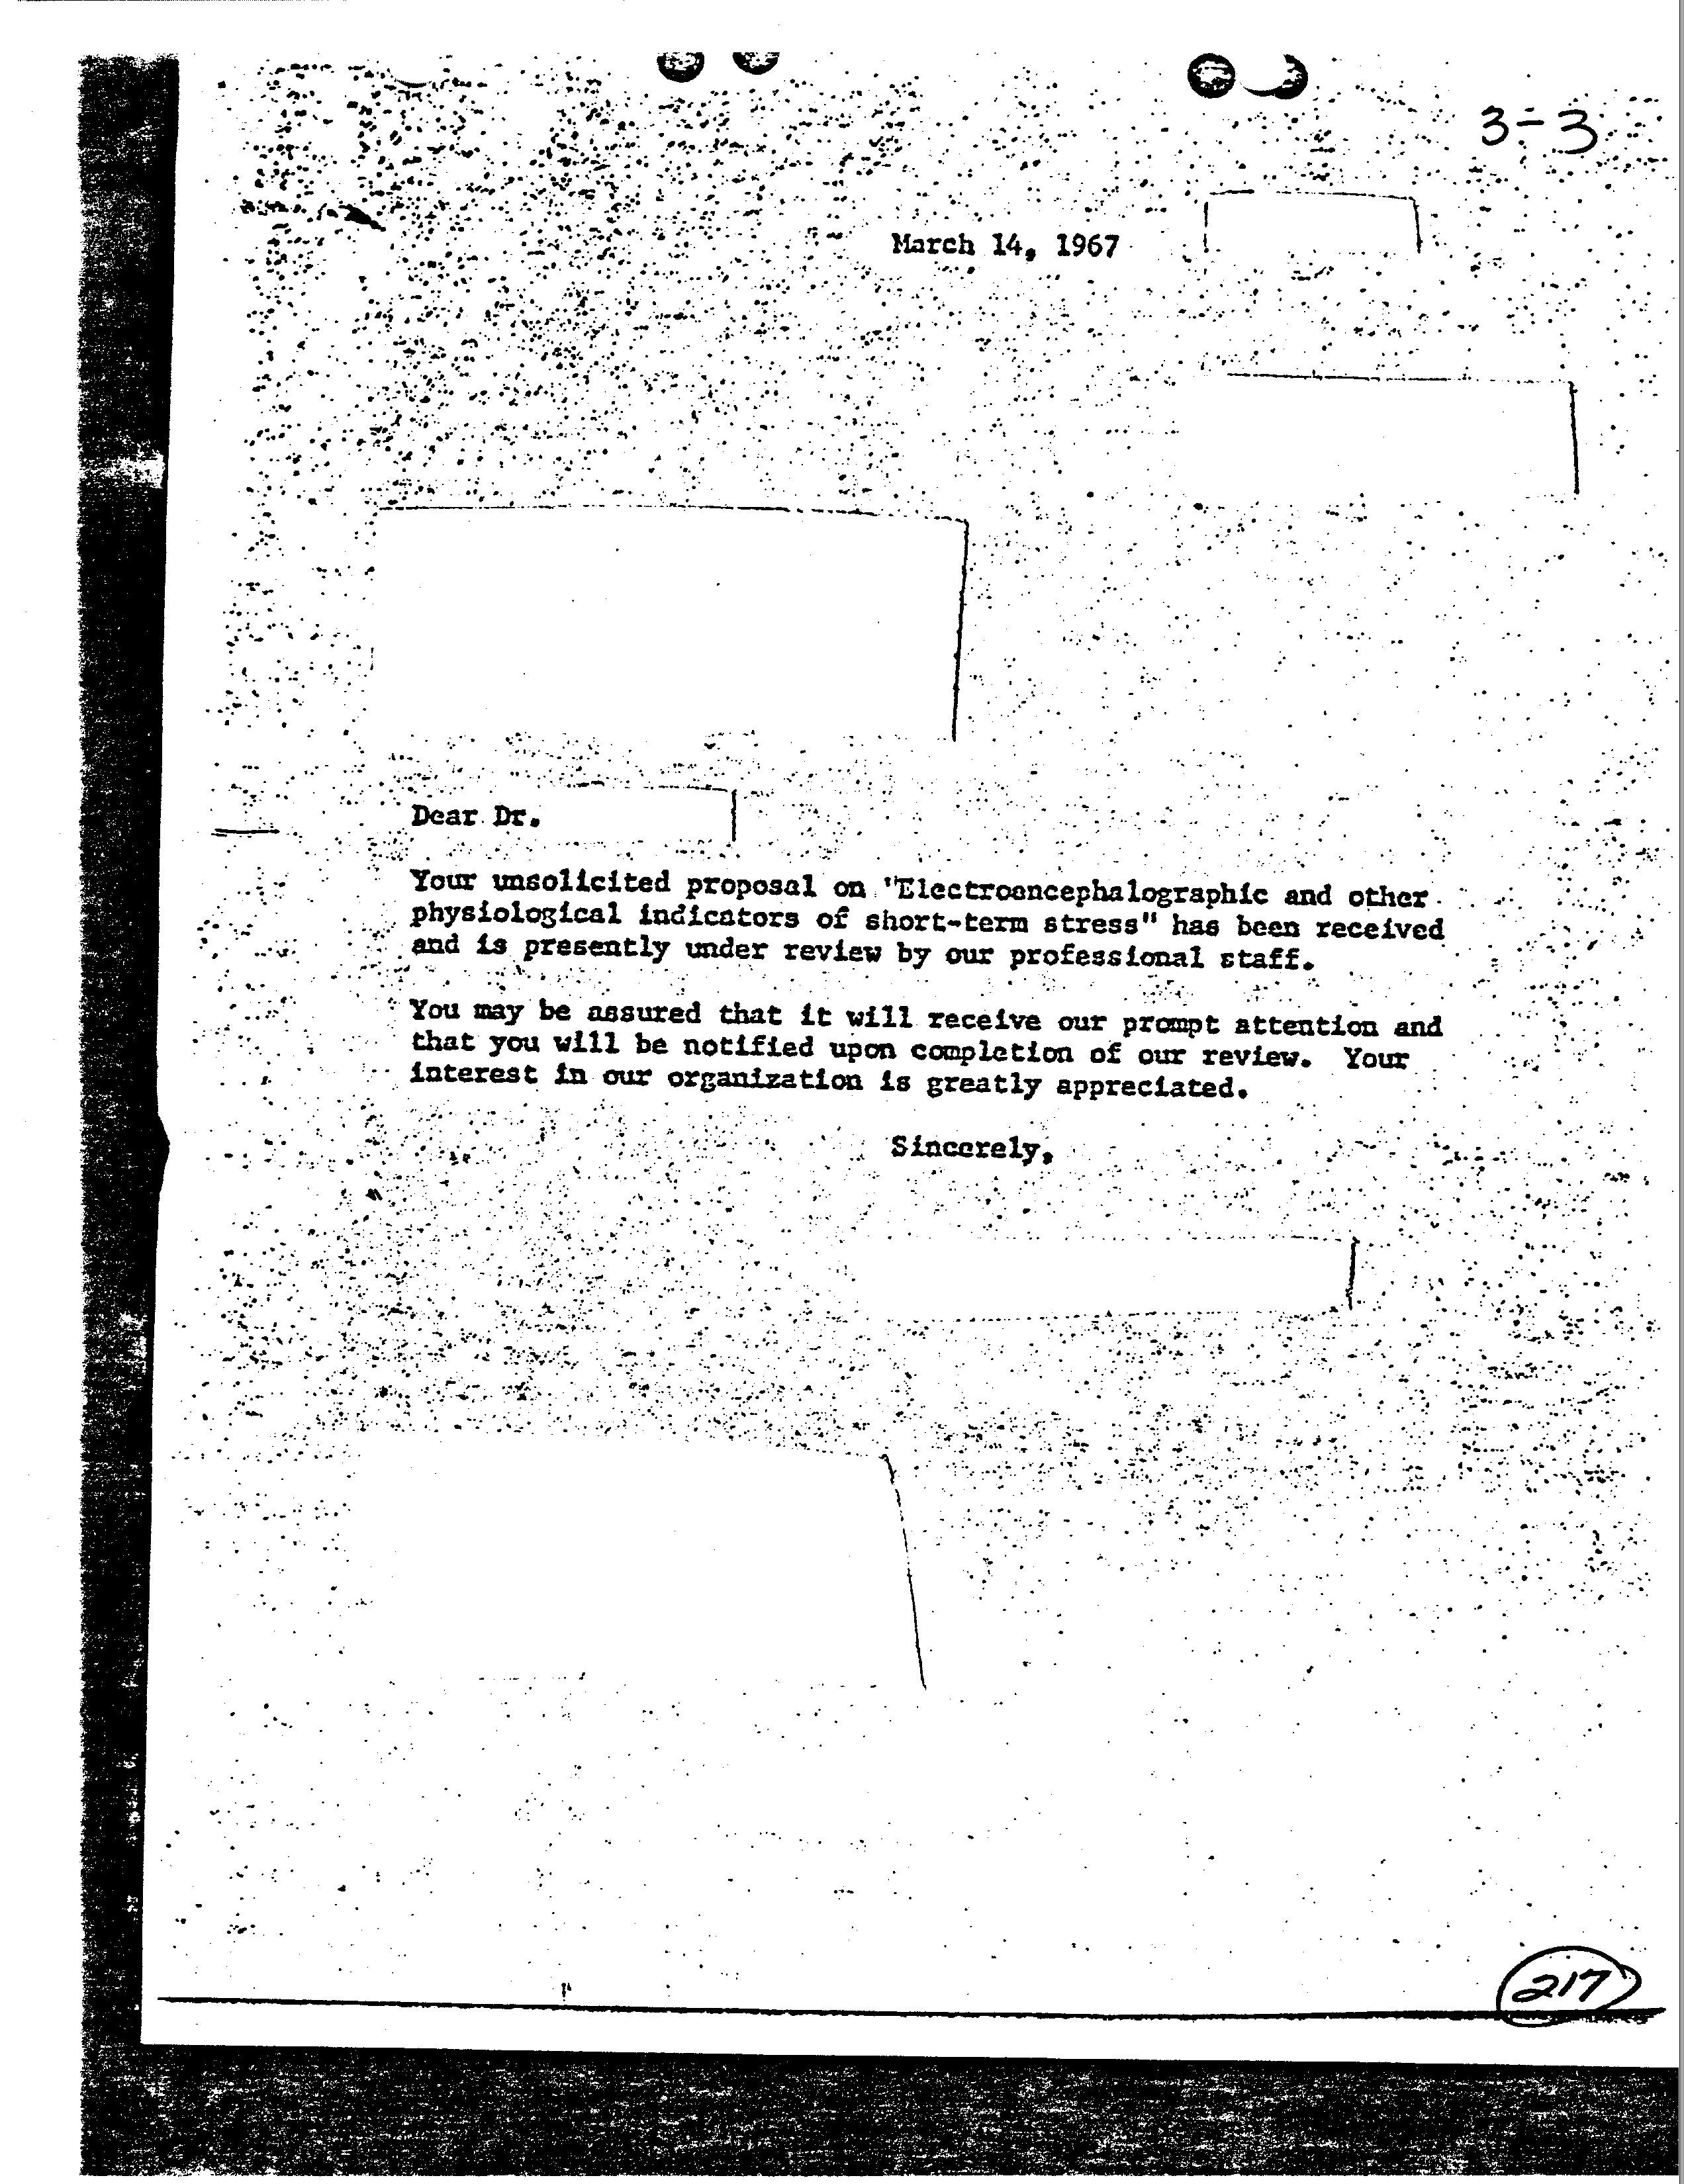 3-3
March 14, 1967
Dear Dr.
Your unsolicited proposal on "Electroencephalographic and other
physiological indicators of short-term stress" has been received
and is presently under review by our professional staff.
You may be assured that it will receive our prompt attention and
that you will be notified upon completion of our review. Your
interest in our organization is greatly appreciated.
Sincerely,
217